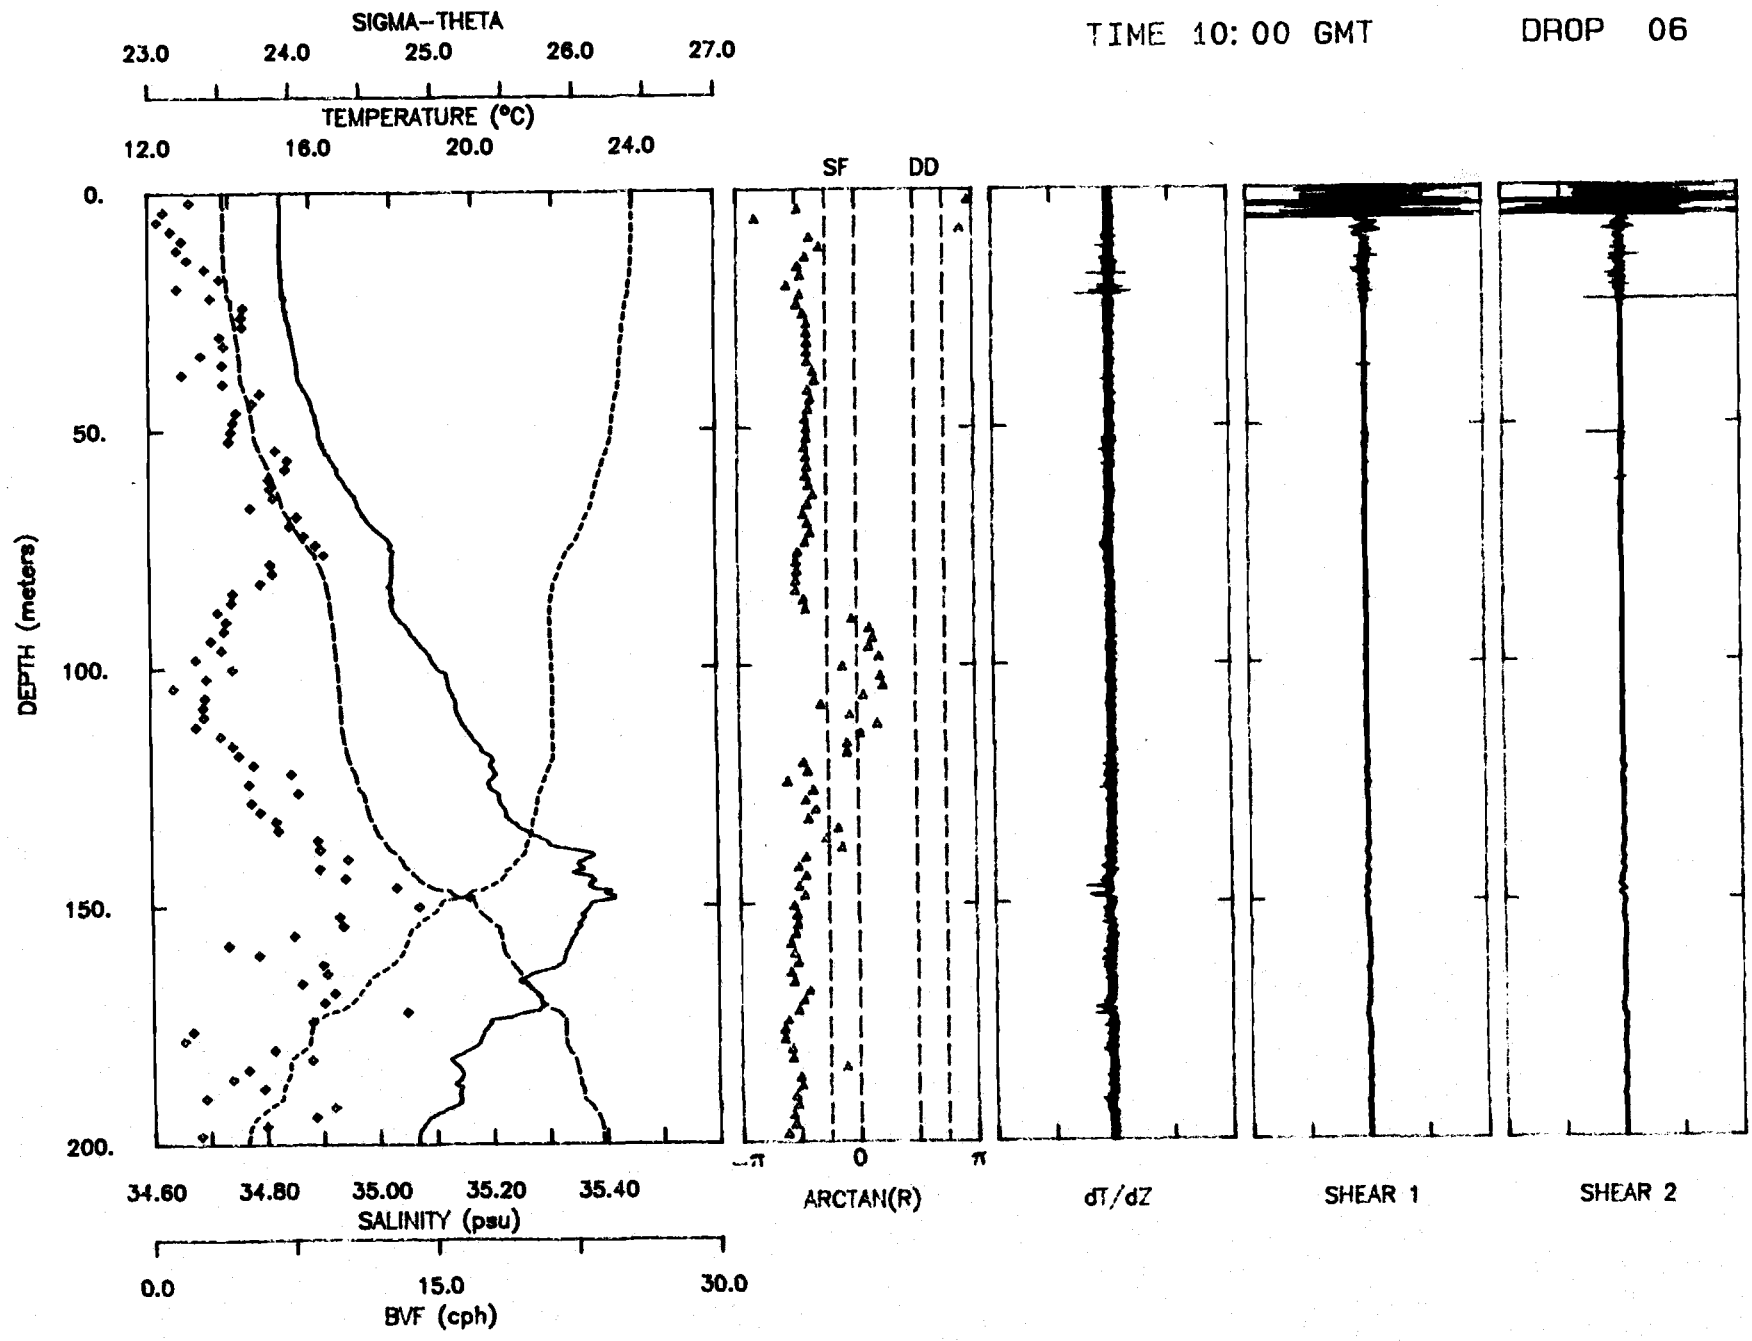 SIGMA-THETA
TIME 10:00 GMT DROP 06
23.0 24.0 25.0 26.0 27.0
TEMPERATURE (°C)
12.0 16.0 20.0 24.0
SF DD
0.
50.
100.
150.
200.
DEPTH (meters)
-π 0 π
34.60 34.80 35.00 35.20 35.40
SALINITY (psu)
ARCTAN(R) dT/dZ SHEAR 1 SHEAR 2
0.0 15.0 30.0
BVF (cph)